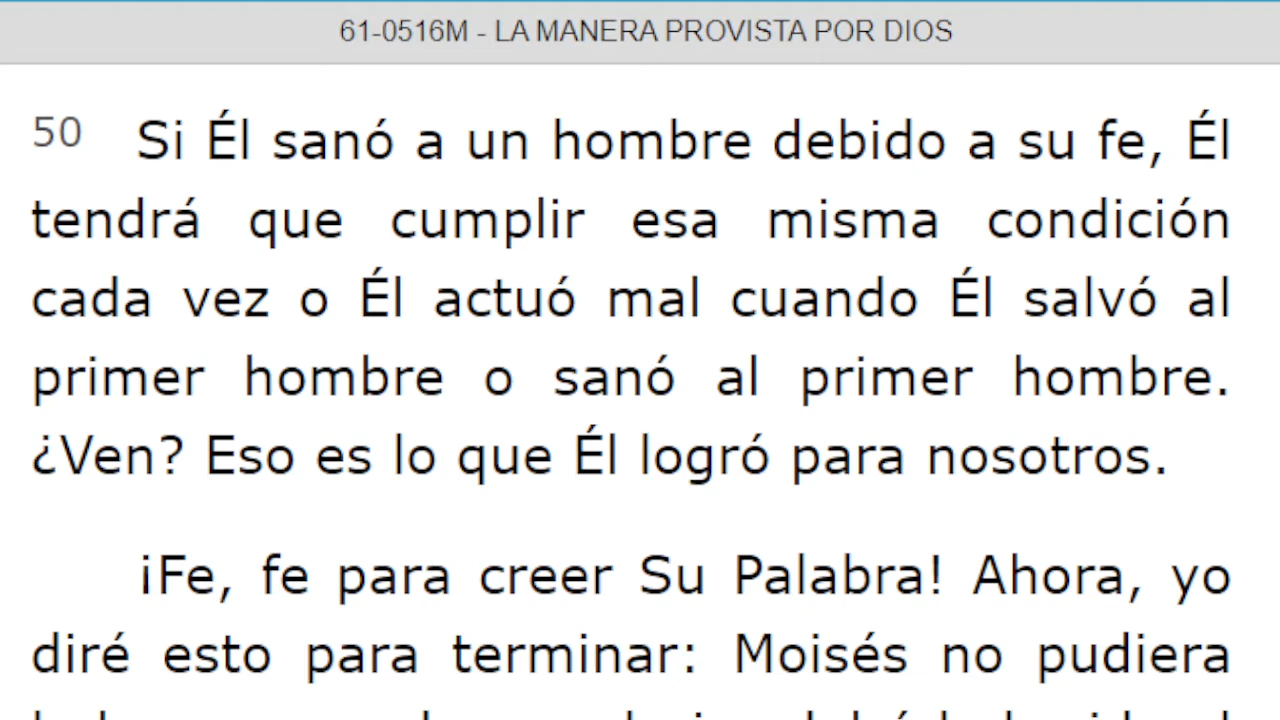 61-0516M - LA MANERA PROVISTA POR DIOS
50 Si Él sanó a un hombre debido a su fe, Él
tendrá que cumplir esa misma condición
cada vez o Él actuó mal cuando Él salvó al
primer hombre o sanó al primer hombre.
¿Ven? Eso es lo que Él logró para nosotros.
¡Fe, fe para creer Su Palabra! Ahora, yo
diré esto para terminar: Moisés no pudiera